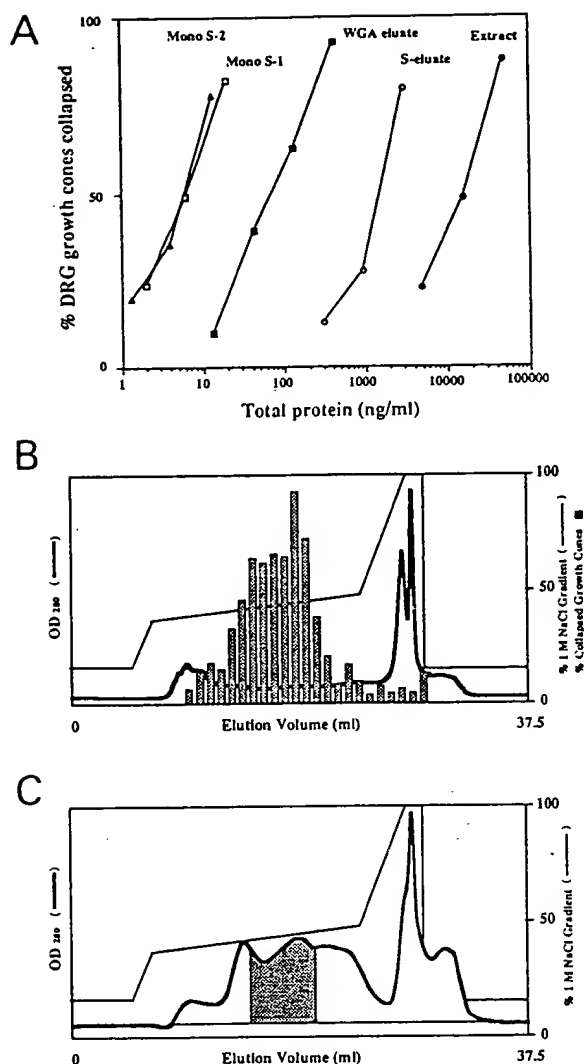 A
% DRG growth cones collapsed
100
50
0
Mono S-2
Mono S-1
WGA eluate
S-eluate
Extract
1
10
100
1000
10000
100000
Total protein (ng/ml)
B
OD 280 (——)
100
50
0
% 1 M NaCl Gradient (——)
% Collapsed Growth Cones ■
0
Elution Volume (ml)
37.5
C
OD 280 (——)
100
50
0
% 1 M NaCl Gradient (——)
0
Elution Volume (ml)
37.5